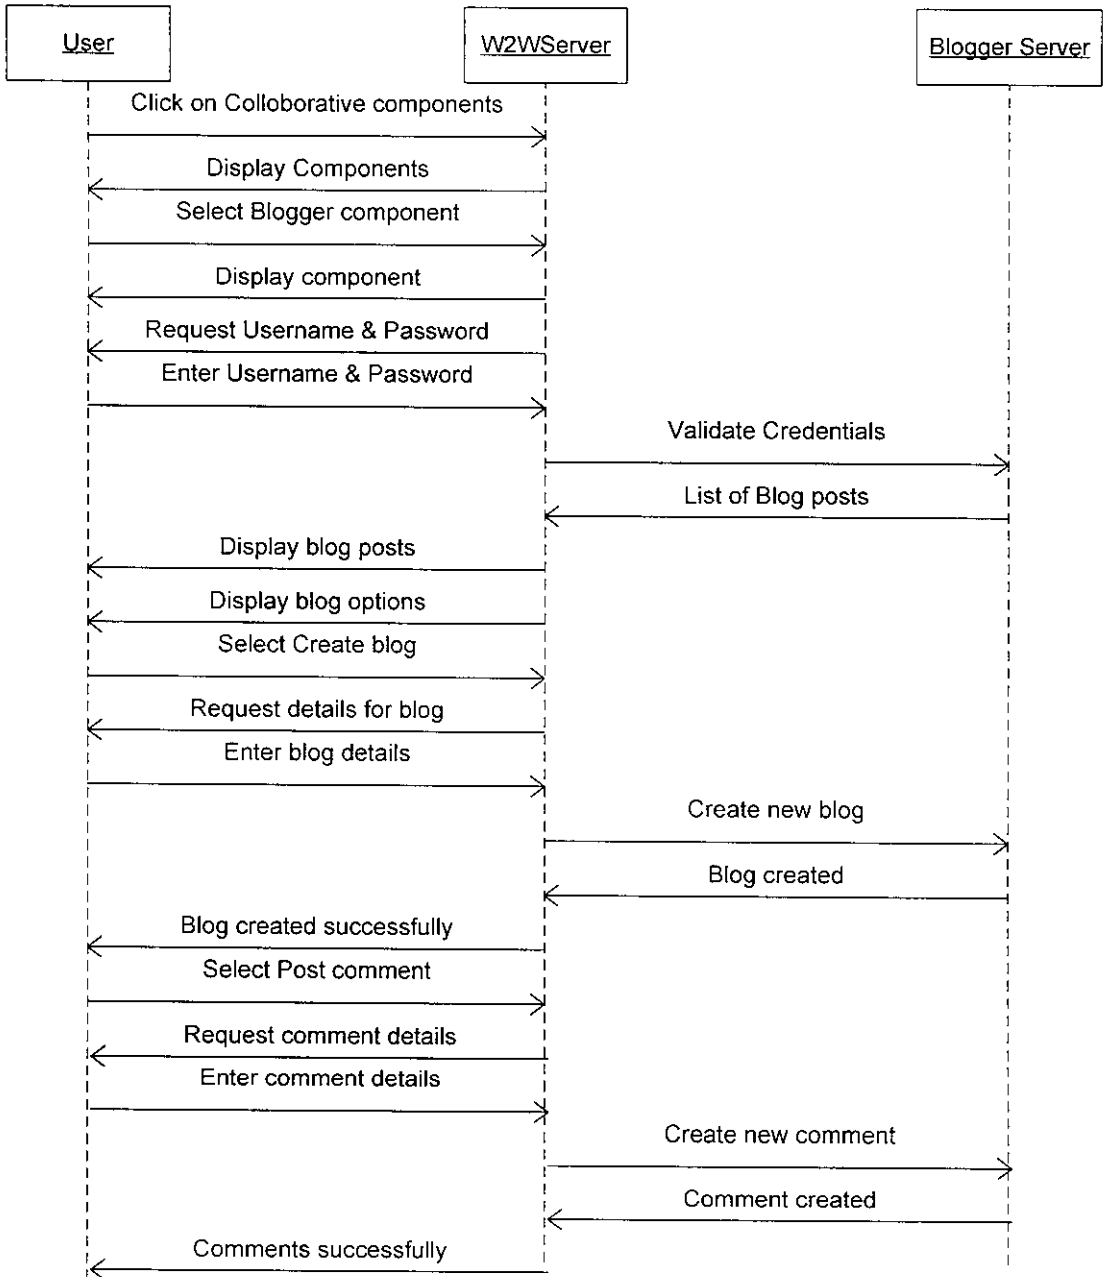 User
W2WServer
Blogger Server
Click on Colloborative components
Display Components
Select Blogger component
Display component
Request Username & Password
Enter Username & Password
Validate Credentials
List of Blog posts
Display blog posts
Display blog options
Select Create blog
Request details for blog
Enter blog details
Create new blog
Blog created
Blog created successfully
Select Post comment
Request comment details
Enter comment details
Create new comment
Comment created
Comments successfully